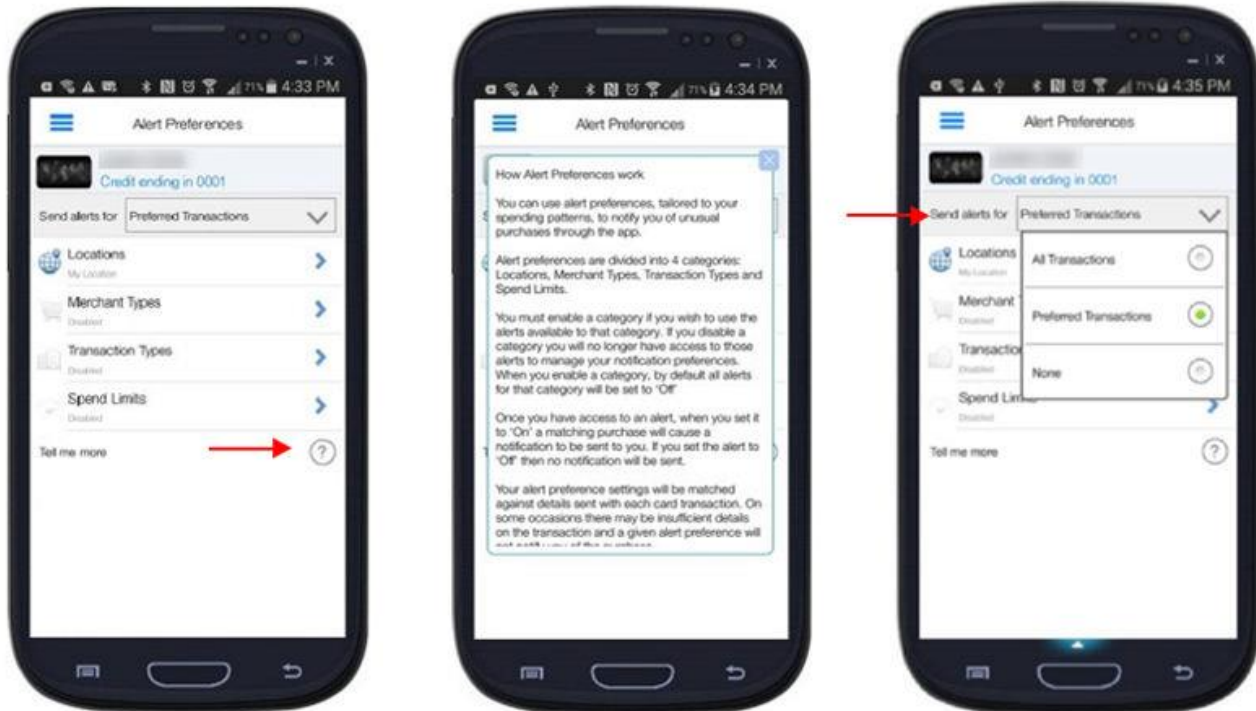 4:33 PM
Alert Preferences
Credit ending in 0001
Send alerts for Preferred Transactions
Locations
My Location
Merchant Types
Disabled
Transaction Types
Disabled
Spend Limits
Disabled
Tell me more ?
71% 4:34 PM
Alert Preferences
How Alert Preferences work
You can use alert preferences, tailored to your
spending patterns, to notify you of unusual
purchases through the app.
Alert preferences are divided into 4 categories:
Locations, Merchant Types, Transaction Types and
Spend Limits.
You must enable a category if you wish to use the
alerts available to that category. If you disable a
category you will no longer have access to those
alerts to manage your notification preferences.
When you enable a category, by default all alerts
for that category will be set to 'Off'
Once you have access to an alert, when you set it
to 'On' a matching purchase will cause a
notification to be sent to you. If you set the alert to
'Off' then no notification will be sent.
Your alert preference settings will be matched
against details sent with each card transaction. On
some occasions there may be insufficient details
on the transaction and a given alert preference will
71% 4:35 PM
Alert Preferences
Credit ending in 0001
Send alerts for Preferred Transactions
All Transactions
Preferred Transactions
None
Locations
My Location
Merchant
Disabled
Transaction
Disabled
Spend Lim
Disabled
Tell me more ?